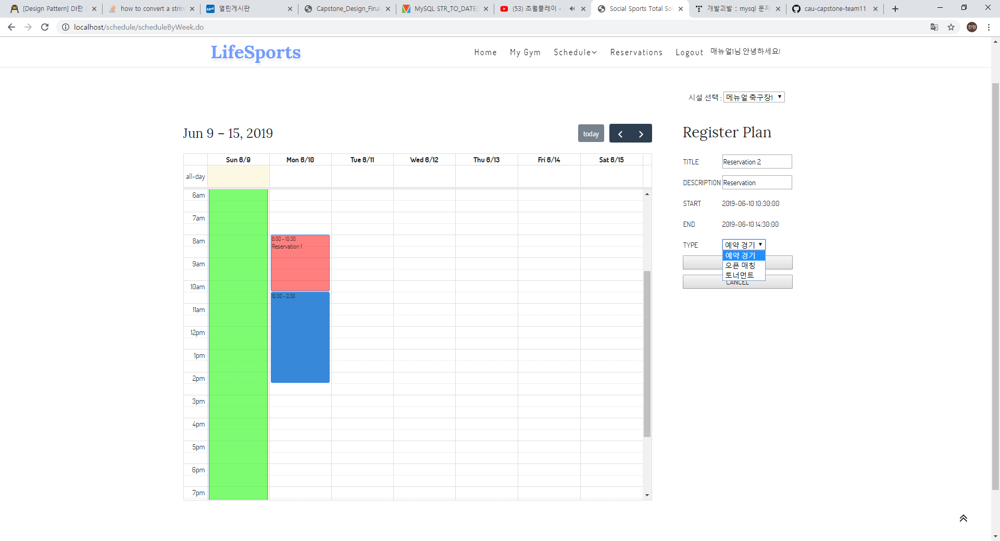 [Design Pattern] DI란
how to convert a strin
열린게시판
Capstone_Design_Final
MySQL STR_TO_DATE(
(53) 초월플레이 -
Social Sports Total Sol
개발괴발 :: mysql 문자
cau-capstone-team11
localhost/schedule/scheduleByWeek.do
찬형
LifeSports
Home
My Gym
Schedule
Reservations
Logout
매뉴얼1님 안녕하세요!
시설 선택 : 메뉴얼 축구장1
Jun 9 – 15, 2019
today
Register Plan
Sun 6/9
Mon 6/10
Tue 6/11
Wed 6/12
Thu 6/13
Fri 6/14
Sat 6/15
all-day
6am
7am
8am
9am
10am
11am
12pm
1pm
2pm
3pm
4pm
5pm
6pm
7pm
8:00 - 10:30
Reservation 1
10:30 - 2:30
TITLE Reservation 2
DESCRIPTION Reservation
START 2019-06-10 10:30:00
END 2019-06-10 14:30:00
TYPE 예약 경기
예약 경기
오픈 매칭
토너먼트
CANCEL